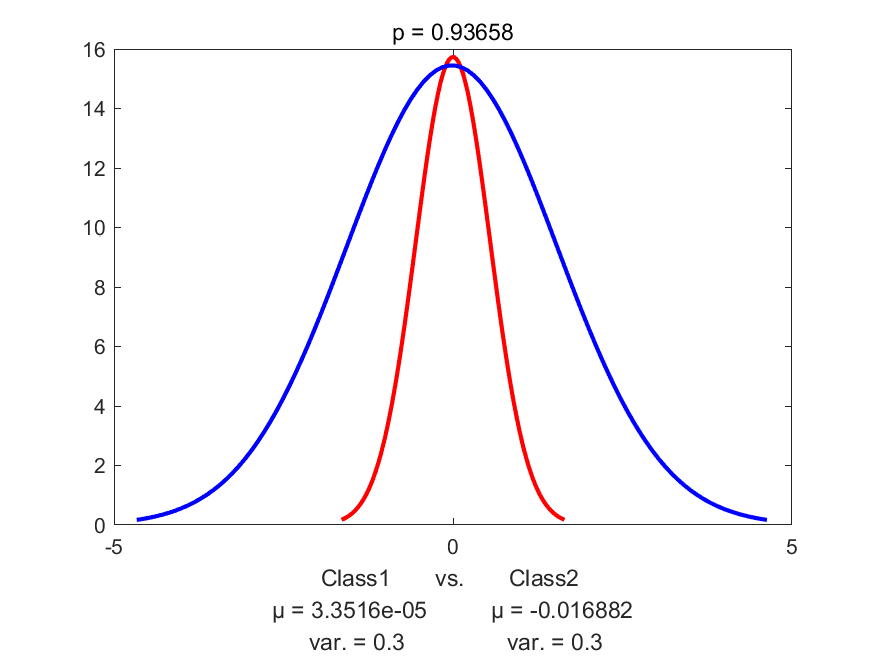 p = 0.93658
16
14
12
10
8
6
4
2
0
-5 0 5
Class1 vs. Class2
μ = 3.3516e-05 μ = -0.016882
var. = 0.3 var. = 0.3